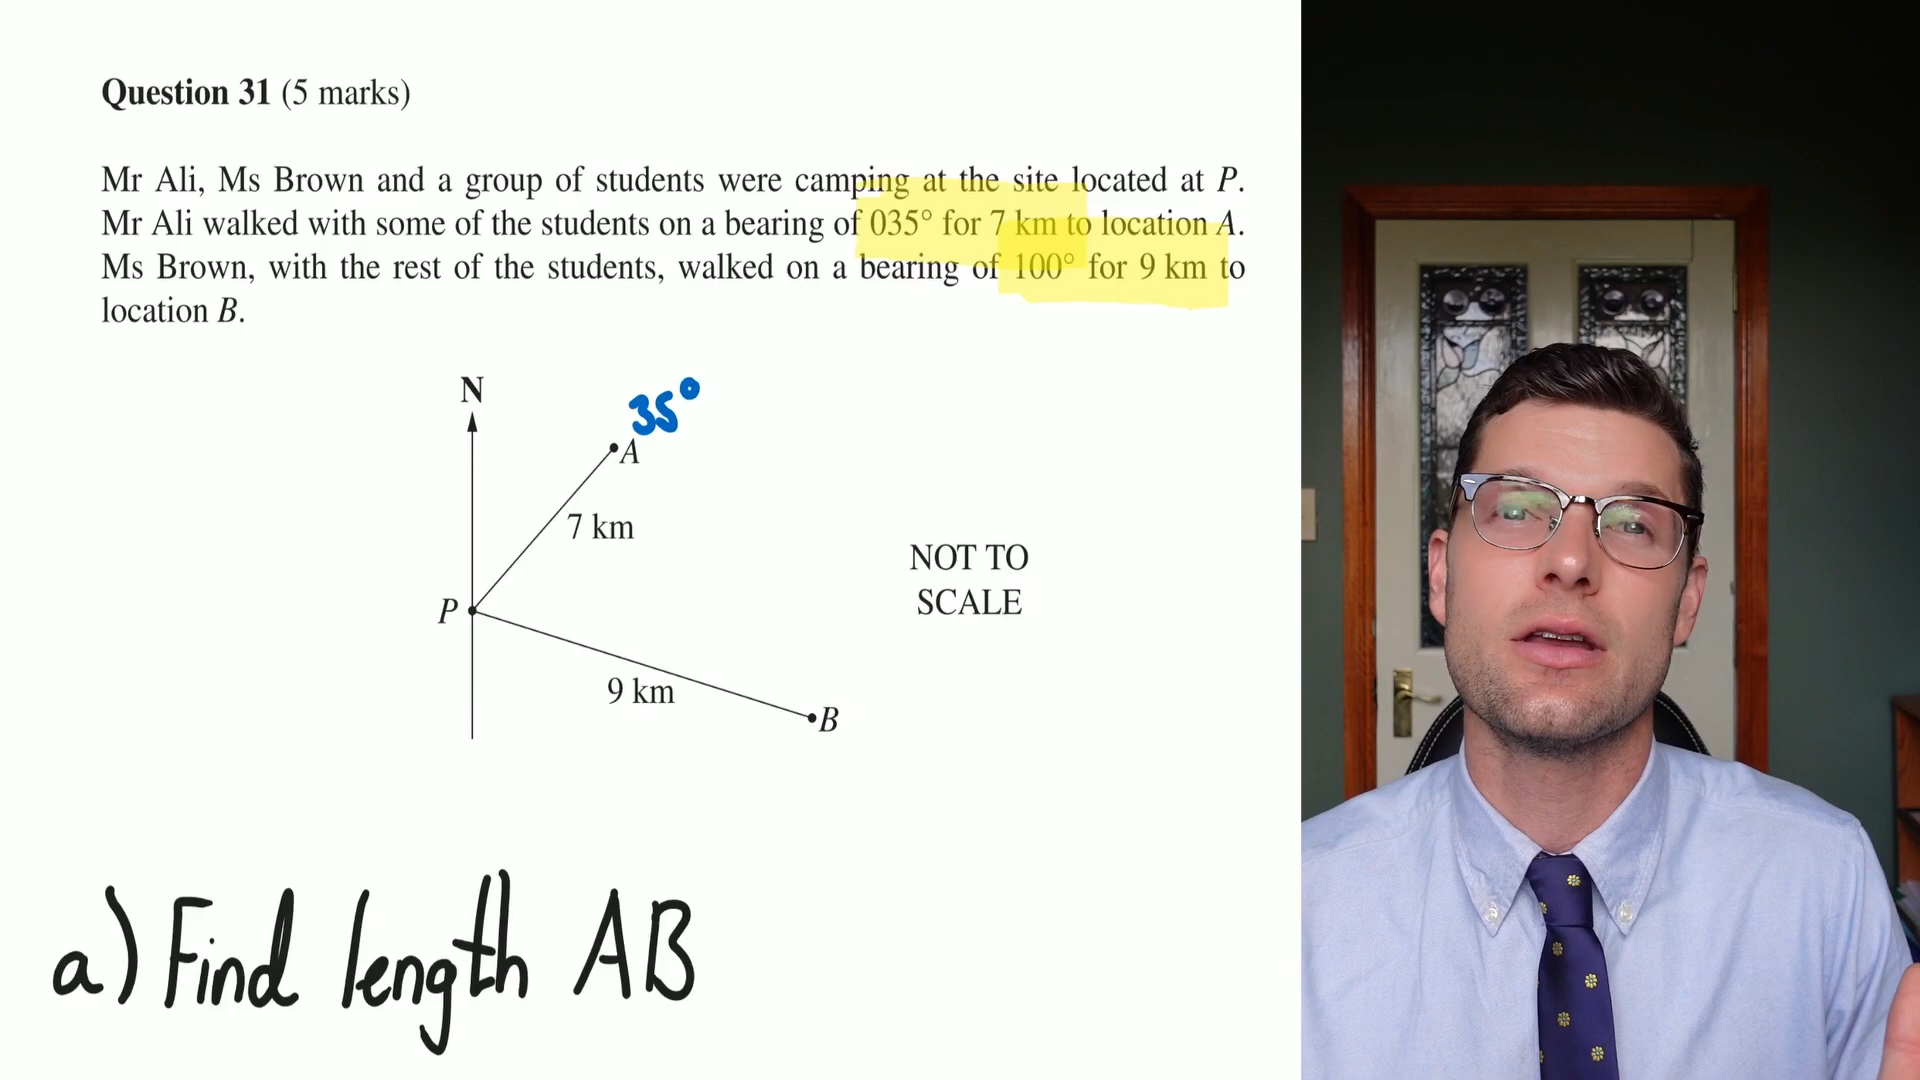 Question 31 (5 marks)
Mr Ali, Ms Brown and a group of students were camping at the site located at P.
Mr Ali walked with some of the students on a bearing of 035° for 7 km to location A.
Ms Brown, with the rest of the students, walked on a bearing of 100° for 9 km to
location B.
N
35°
A
7 km
NOT TO
SCALE
P
9 km
B
a) Find length AB